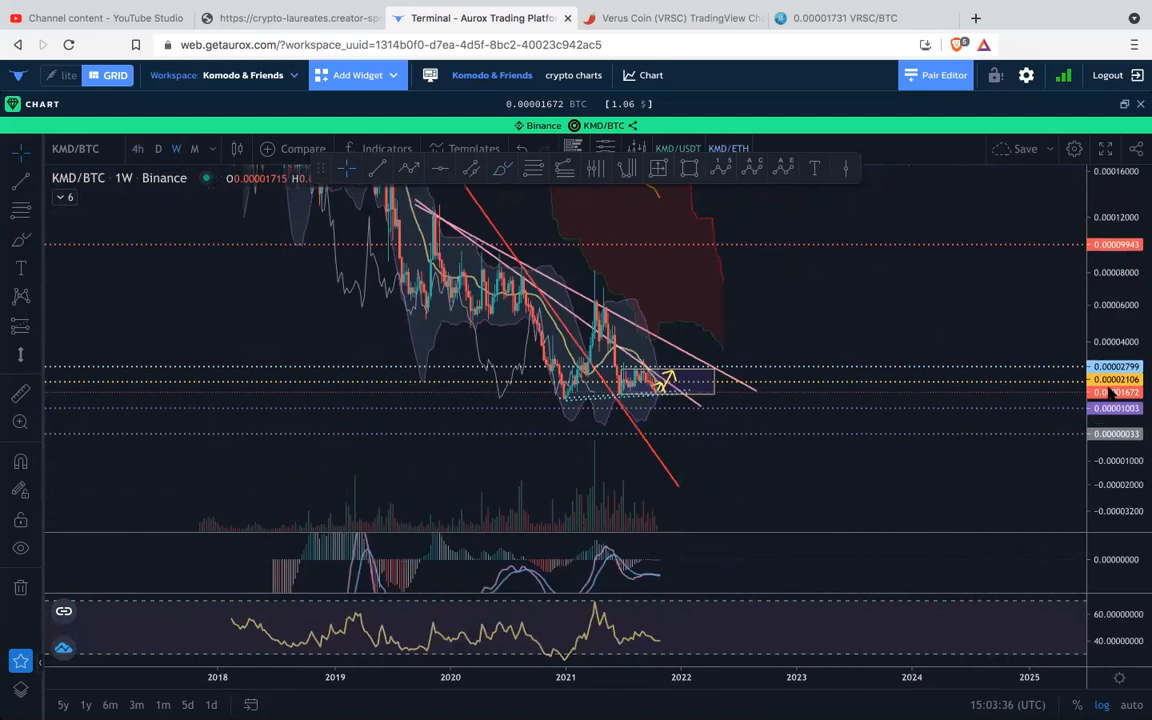 Channel content - YouTube Studio
https://crypto-laureates.creator-sp
Terminal - Aurox Trading Platfo
Verus Coin (VRSC) TradingView Ch
0.00001731 VRSC/BTC
web.getaurox.com/?workspace_uuid=1314b0f0-d7ea-4d5f-8bc2-40023c942ac5
5
lite
GRID
Workspace: Komodo & Friends
Add Widget
Komodo & Friends
crypto charts
Chart
Pair Editor
Logout
CHART
0.00001672 BTC [1.06 $ ]
Binance KMD/BTC
KMD/BTC
4h D W M
Compare
Indicators
Templates
KMD/USDT KMD/ETH
Save
KMD/BTC · 1W · Binance
O0.00001715 H0.
6
0.00016000
0.00012000
0.00009943
0.00008000
0.00006000
0.00004000
0.00002799
0.00002106
0.00001672
0.00001003
0.00000033
−0.00001000
−0.00002000
−0.00003200
0.00000000
60.00000000
40.00000000
2018 2019 2020 2021 2022 2023 2024 2025
5y 1y 6m 3m 1m 5d 1d
15:03:36 (UTC) % log auto